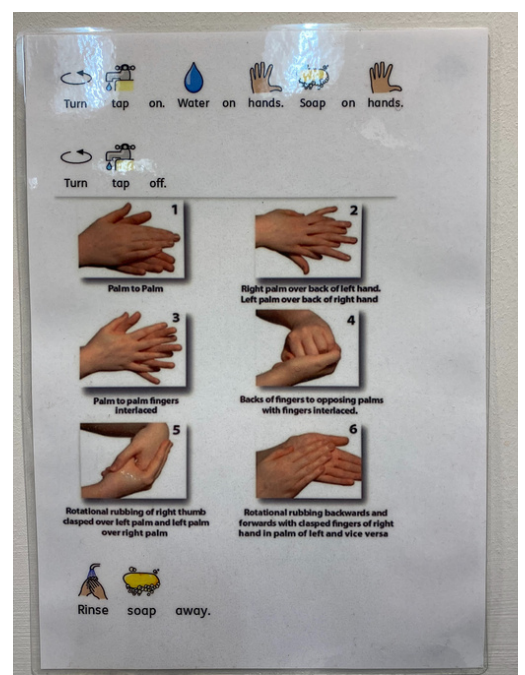 Turn tap on. Water on hands. Soap on hands.
Turn tap off.
1
Palm to Palm
2
Right palm over back of left hand.
Left palm over back of right hand
3
Palm to palm fingers
interlaced
4
Backs of fingers to opposing palms
with fingers interlaced.
5
Rotational rubbing of right thumb
clasped over left palm and left palm
over right palm
6
Rotational rubbing backwards and
forwards with clasped fingers of right
hand in palm of left and vice versa
Rinse soap away.